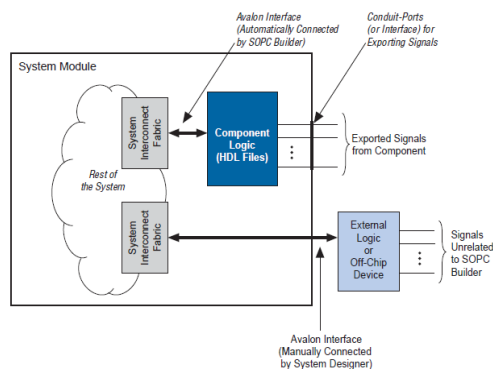 Avalon Interface
(Automatically Connected
by SOPC Builder)
Conduit-Ports
(or Interface) for
Exporting Signals
System Module
System
Interconnect
Fabric
Component
Logic
(HDL Files)
Exported Signals
from Component
Rest of
the System
System
Interconnect
Fabric
External
Logic
or
Off-Chip
Device
Signals
Unrelated
to SOPC
Builder
Avalon Interface
(Manually Connected
by System Designer)